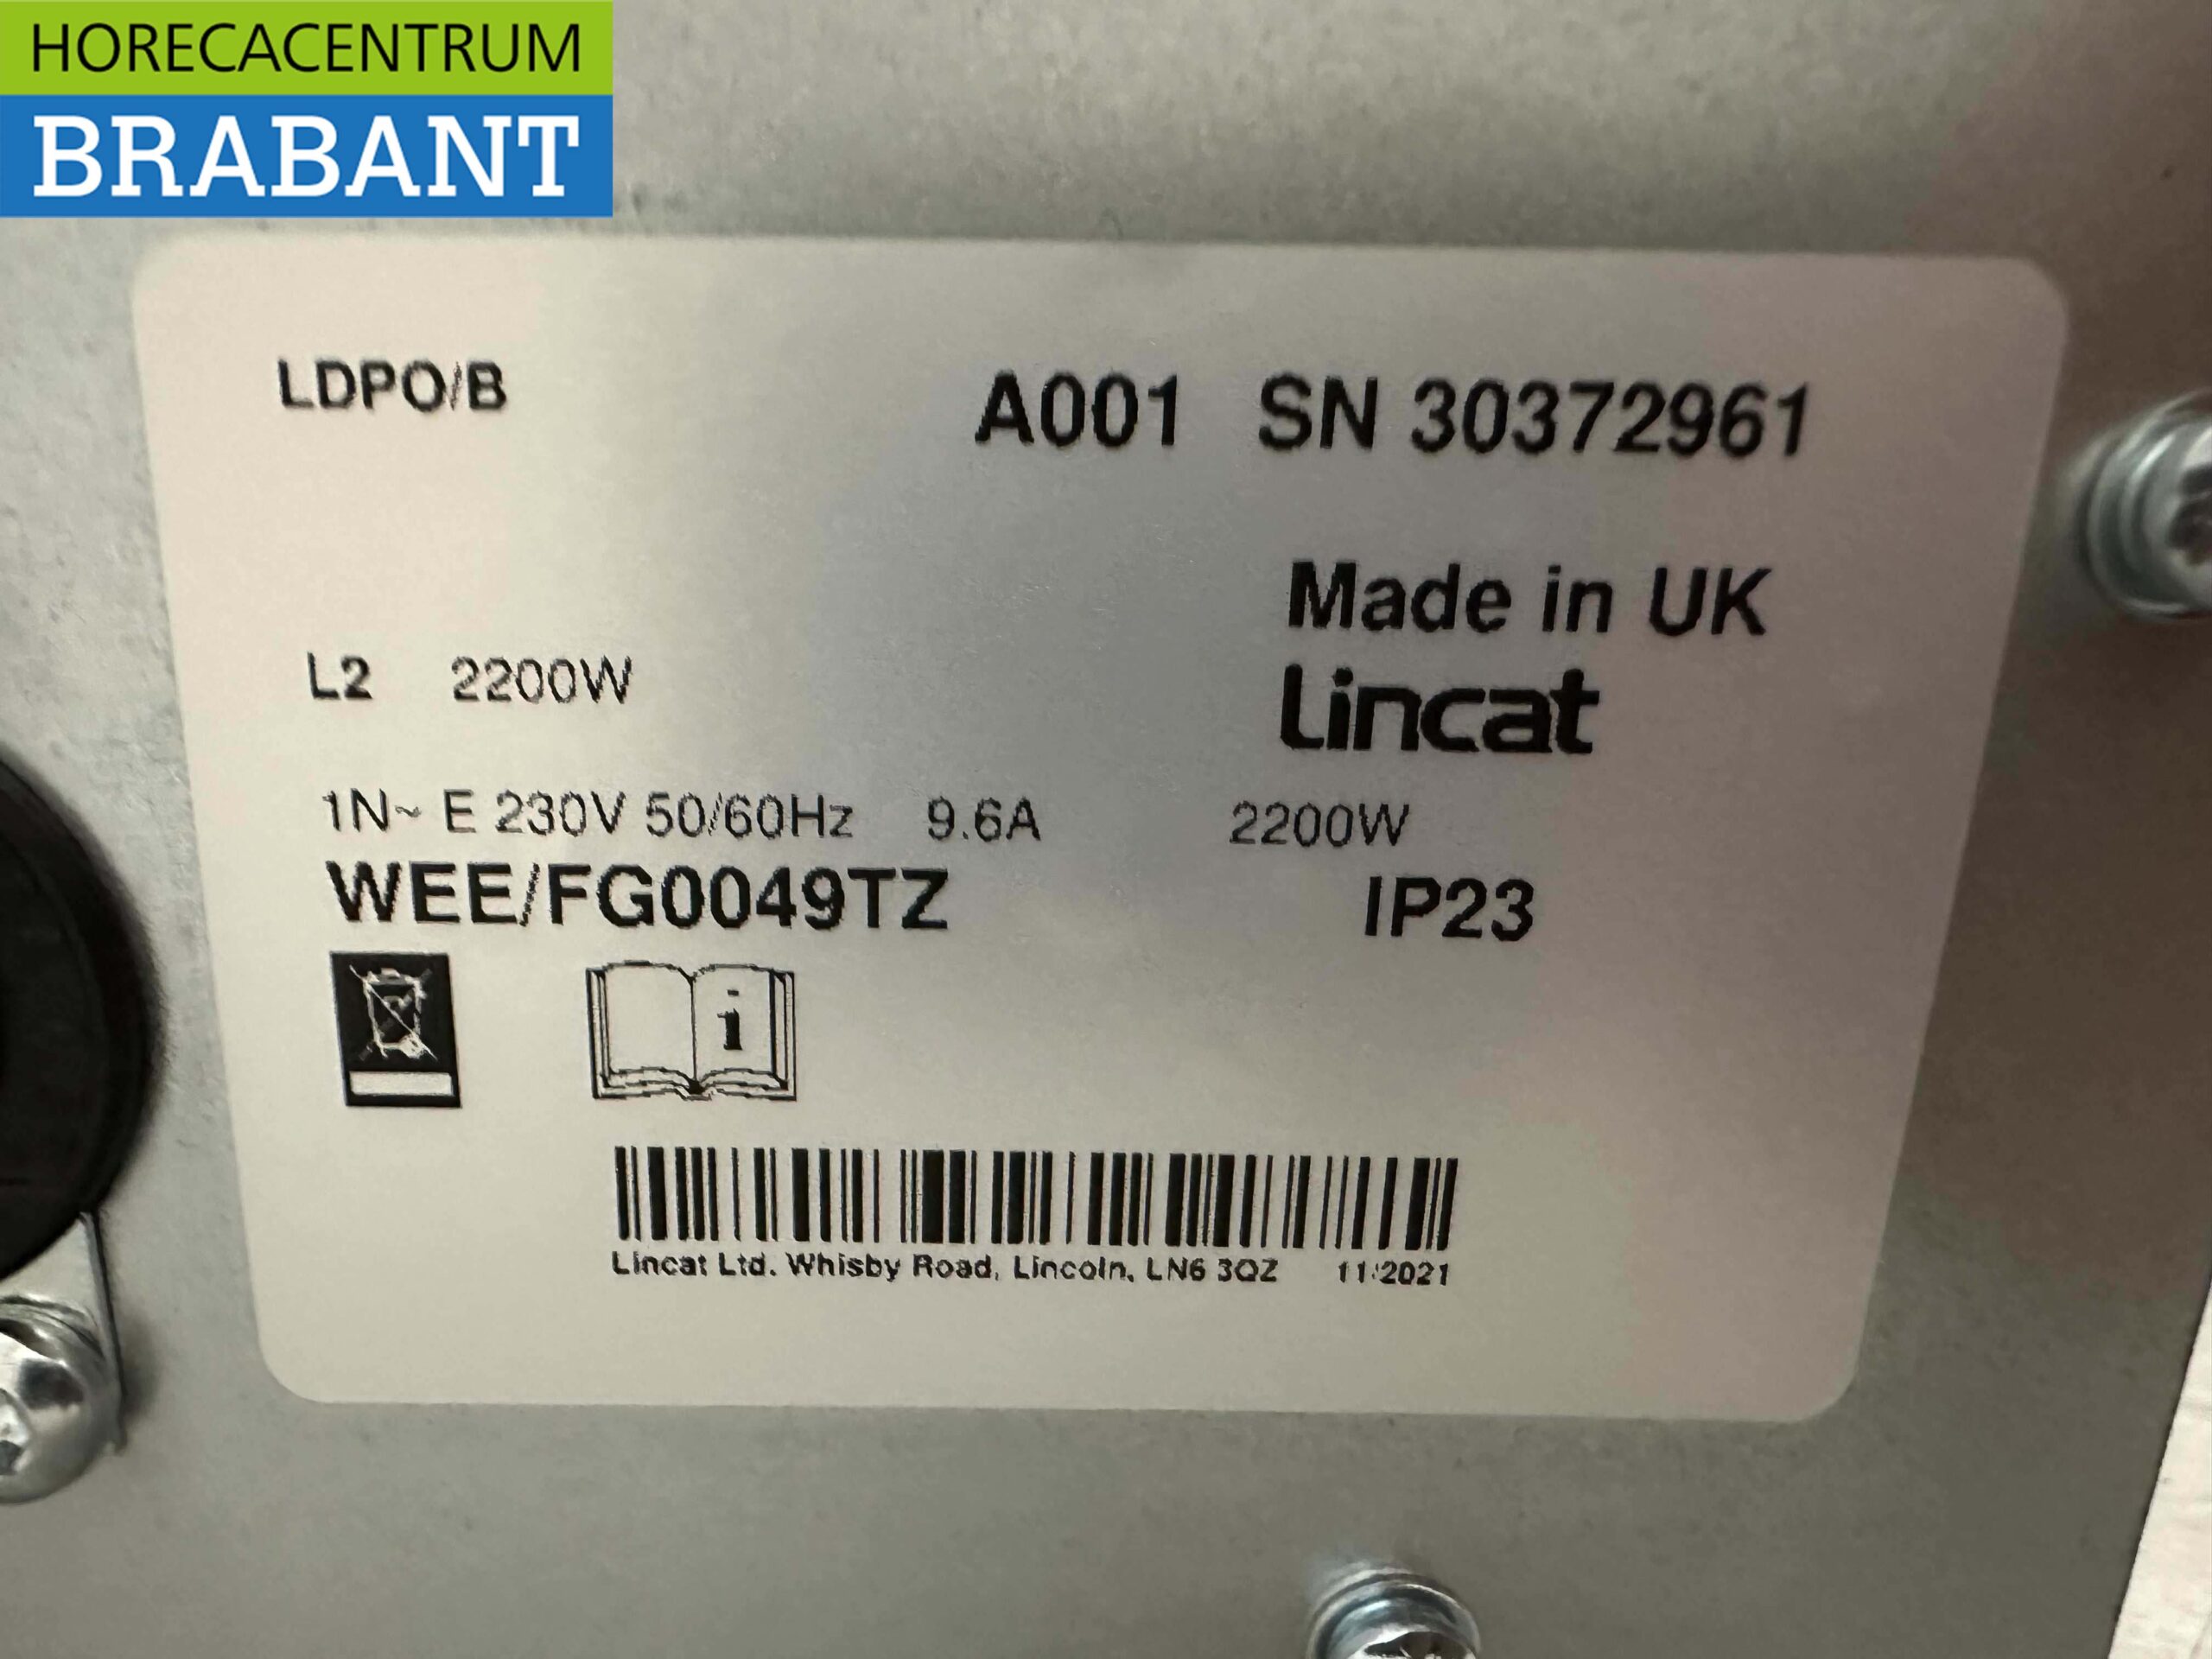 HORECACENTRUM
BRABANT
LDPO/B
A001 SN 30372961
Made in UK
Lincat
L2 2200W
1N~ E 230V 50/60Hz 9.6A 2200W
WEE/FG0049TZ IP23
i
Lincat Ltd. Whisby Road, Lincoln, LN6 3QZ 11/2021